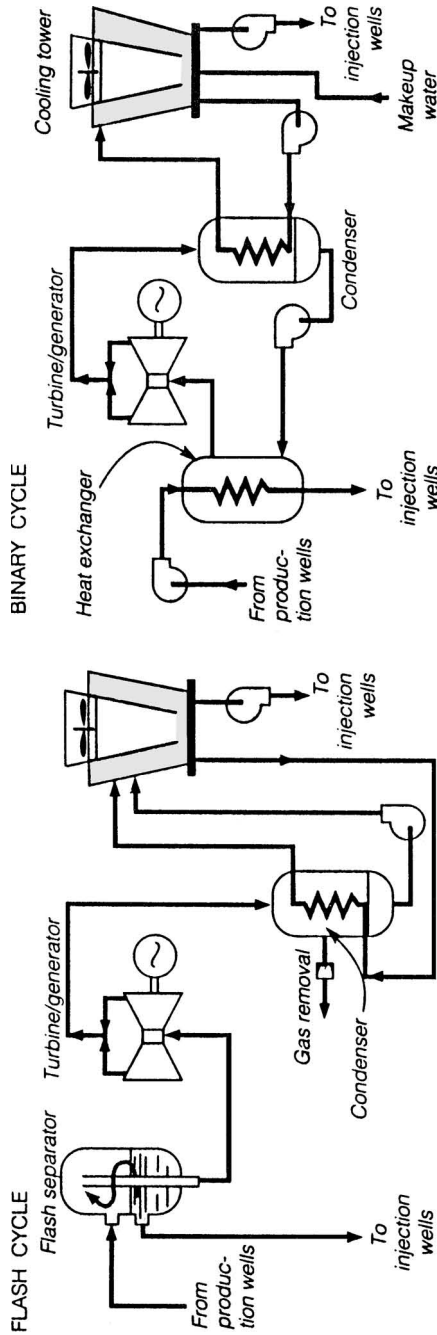 FLASH CYCLE
Flash separator
Turbine/generator
From
produc-
tion wells
To
injection
wells
Gas removal
Condenser
To
injection
wells
BINARY CYCLE
Heat exchanger
Turbine/generator
Cooling tower
From
produc-
tion wells
To
injection
wells
Condenser
Makeup
water
To
injection
wells